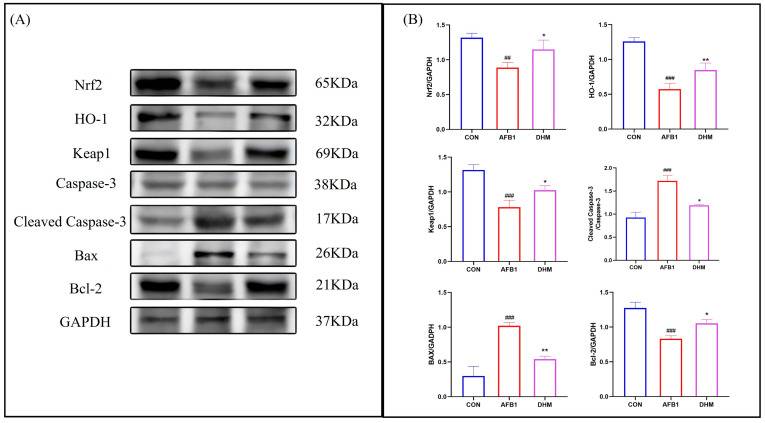 (A)
Nrf2 65KDa
HO-1 32KDa
Keap1 69KDa
Caspase-3 38KDa
Cleaved Caspase-3 17KDa
Bax 26KDa
Bcl-2 21KDa
GAPDH 37KDa
(B)
Nrf2/GAPDH
1.5
1.0
0.5
0.0
##
*
CON AFB1 DHM
HO-1/GAPDH
1.5
1.0
0.5
0.0
###
**
CON AFB1 DHM
Keap1/GAPDH
1.5
1.0
0.5
0.0
###
*
CON AFB1 DHM
Cleaved Caspase-3
/Caspase-3
2.0
1.5
1.0
0.5
0.0
###
*
CON AFB1 DHM
BAX/GADPH
1.5
1.0
0.5
0.0
###
**
CON AFB1 DHM
Bcl-2/GAPDH
1.5
1.0
0.5
0.0
###
*
CON AFB1 DHM